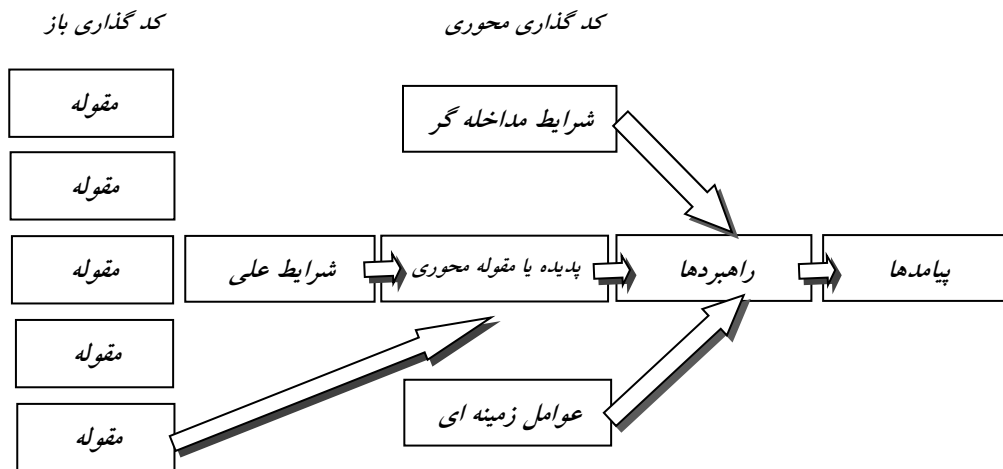 کد گذاری محوری
کد گذاری باز
مقوله
شرایط مداخله گر
مقوله
پیامدها
راهبردها
پدیده یا مقوله محوری
شرایط علی
مقوله
مقوله
عوامل زمینه ای
مقوله